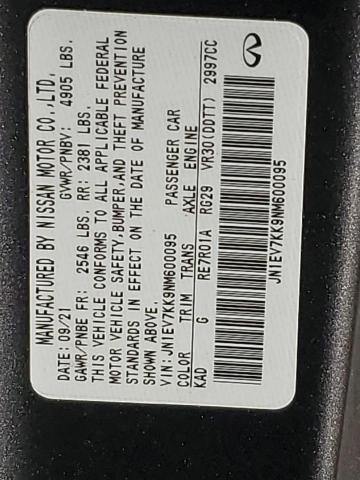 MANUFACTURED BY NISSAN MOTOR CO.,LTD.
DATE: 09/21 GVWR/PNBV: 4905 LBS.
GAWR/PNBE FR: 2546 LBS. RR: 2381 LBS.
THIS VEHICLE CONFORMS TO ALL APPLICABLE FEDERAL
MOTOR VEHICLE SAFETY,BUMPER,AND THEFT PREVENTION
STANDARDS IN EFFECT ON THE DATE OF MANUFACTURE
SHOWN ABOVE.
VIN: JN1EV7KK9NM600095 PASSENGER CAR
COLOR TRIM TRANS AXLE ENGINE
KAD G RE7R01A RG29 VR30(DDTT) 2997CC
JN1EV7KK9NM600095